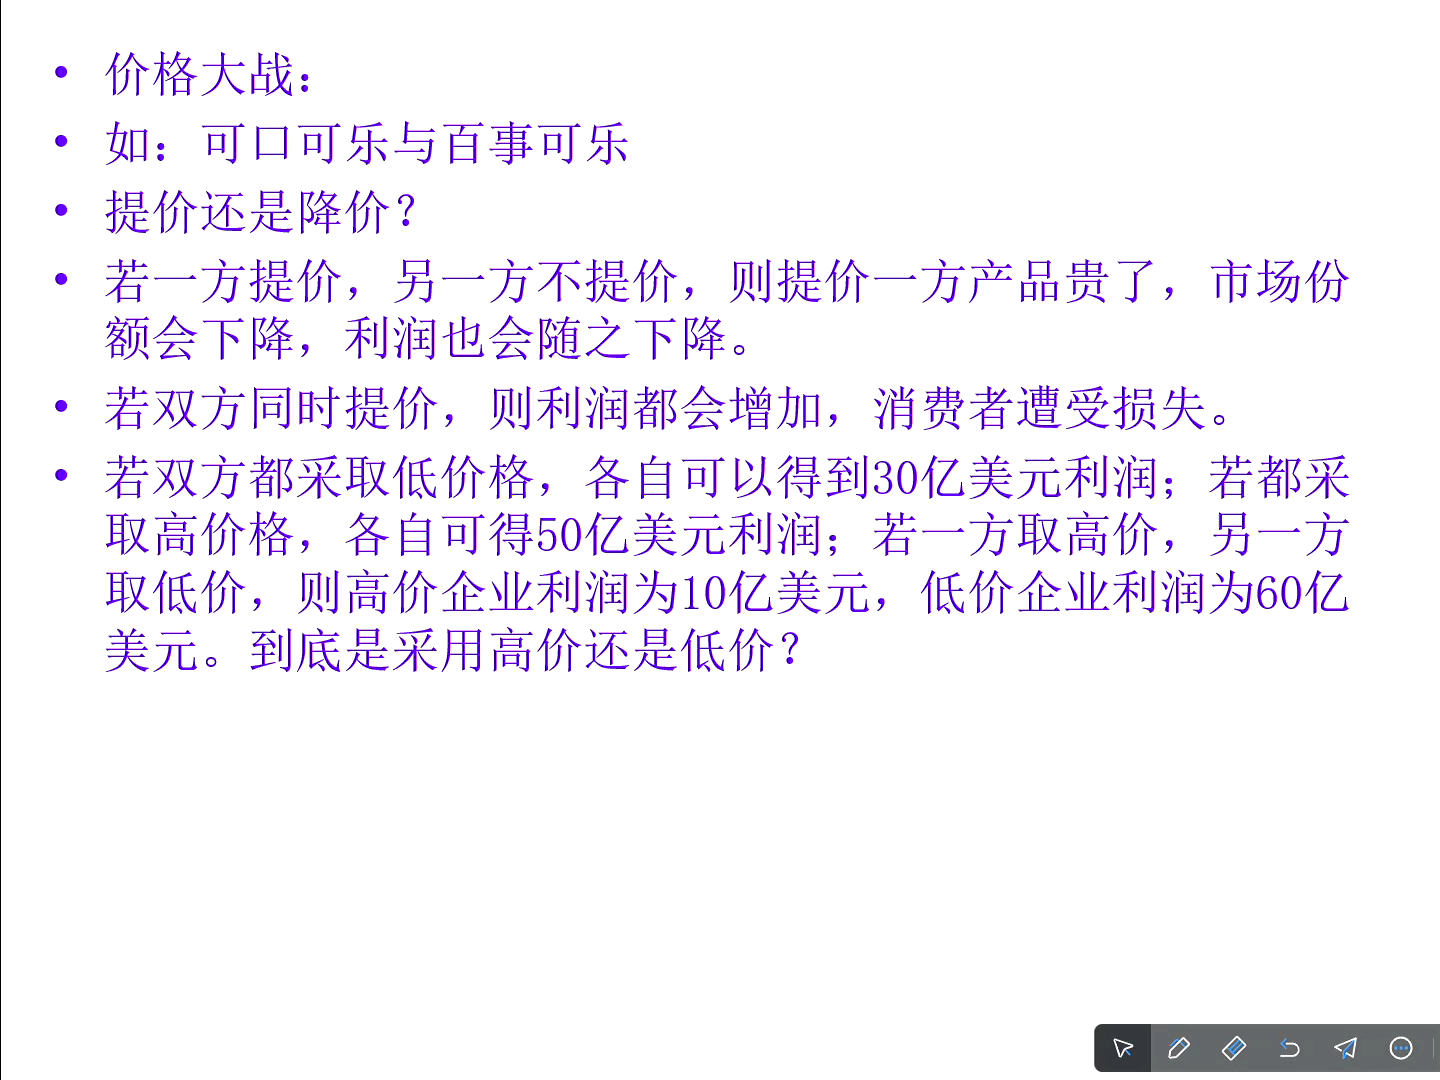 • 价格大战：
• 如：可口可乐与百事可乐
• 提价还是降价？
• 若一方提价，另一方不提价，则提价一方产品贵了，市场份
额会下降，利润也会随之下降。
• 若双方同时提价，则利润都会增加，消费者遭受损失。
• 若双方都采取低价格，各自可以得到30亿美元利润；若都采
取高价格，各自可得50亿美元利润；若一方取高价，另一方
取低价，则高价企业利润为10亿美元，低价企业利润为60亿
美元。到底是采用高价还是低价？